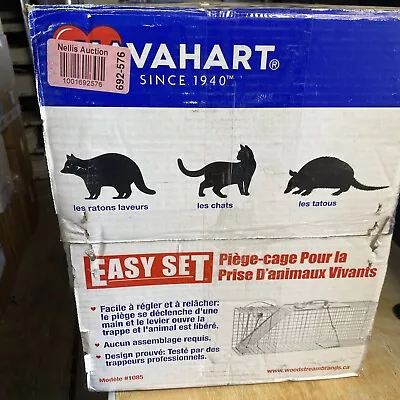 Nellis Auction
1001692576
692-576
AVAHART®
SINCE 1940™
les ratons laveurs
les chats
les tatous
EASY SET
Piège-cage Pour la
Prise D'animaux Vivants
Facile à régler et à relâcher:
le piège se déclenche d'une
main et le levier ouvre la
trappe et l'animal est libéré.
Aucun assemblage requis.
Design prouvé: Testé par des
trappeurs professionnels.
Modèle #1085
www.woodstreambrands.ca